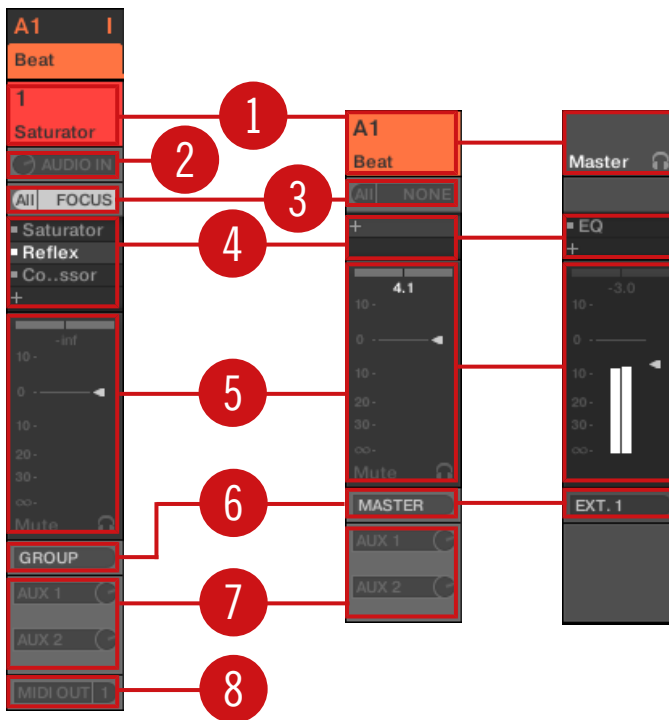 A1 I
Beat
1
Saturator
AUDIO IN
All FOCUS
Saturator
Reflex
Co..ssor
+
-inf
10 -
0 -
10 -
20 -
30 -
∞-
Mute
GROUP
AUX 1
AUX 2
MIDI OUT 1
1
2
3
4
5
6
7
8
A1
Beat
All NONE
+
4.1
10 -
0 -
10 -
20 -
30 -
∞-
Mute
MASTER
AUX 1
AUX 2
Master
EQ
+
-3.0
10 -
0 -
10 -
20 -
30 -
∞-
EXT. 1